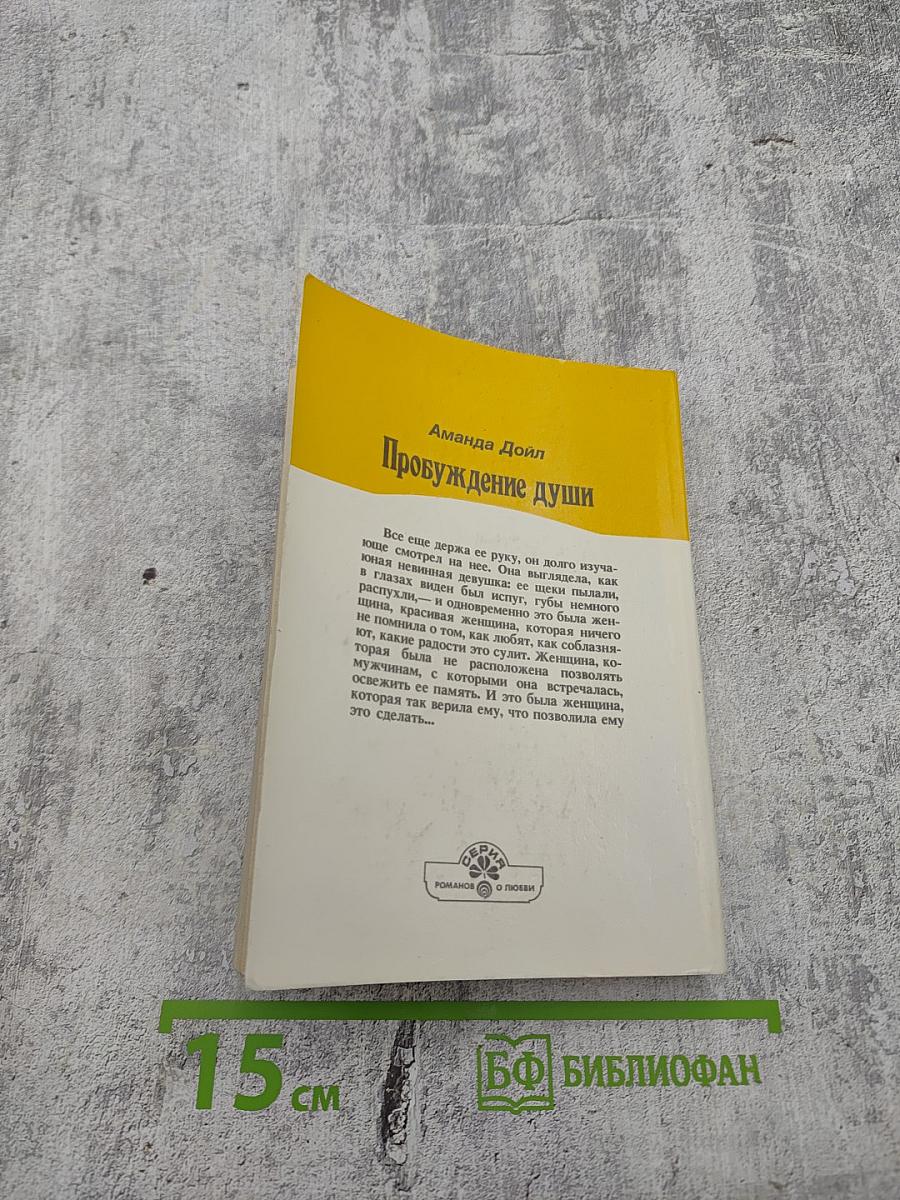 Аманда Дойл
Пробуждение души
Все еще держа ее руку, он долго изуча-
юще смотрел на нее. Она выглядела, как
юная невинная девушка: ее щеки пылали,
в глазах виден был испуг, губы немного
распухли,— и одновременно это была жен-
щина, красивая женщина, которая ничего
не помнила о том, как любят, как соблазня-
ют, какие радости это сулит. Женщина, ко-
торая была не расположена позволять
мужчинам, с которыми она встречалась,
освежить ее память. И это была женщина,
которая так верила ему, что позволила ему
это сделать...
СЕРИЯ
РОМАНОВ О ЛЮБВИ
15 см
БФ БИБЛИОФАН